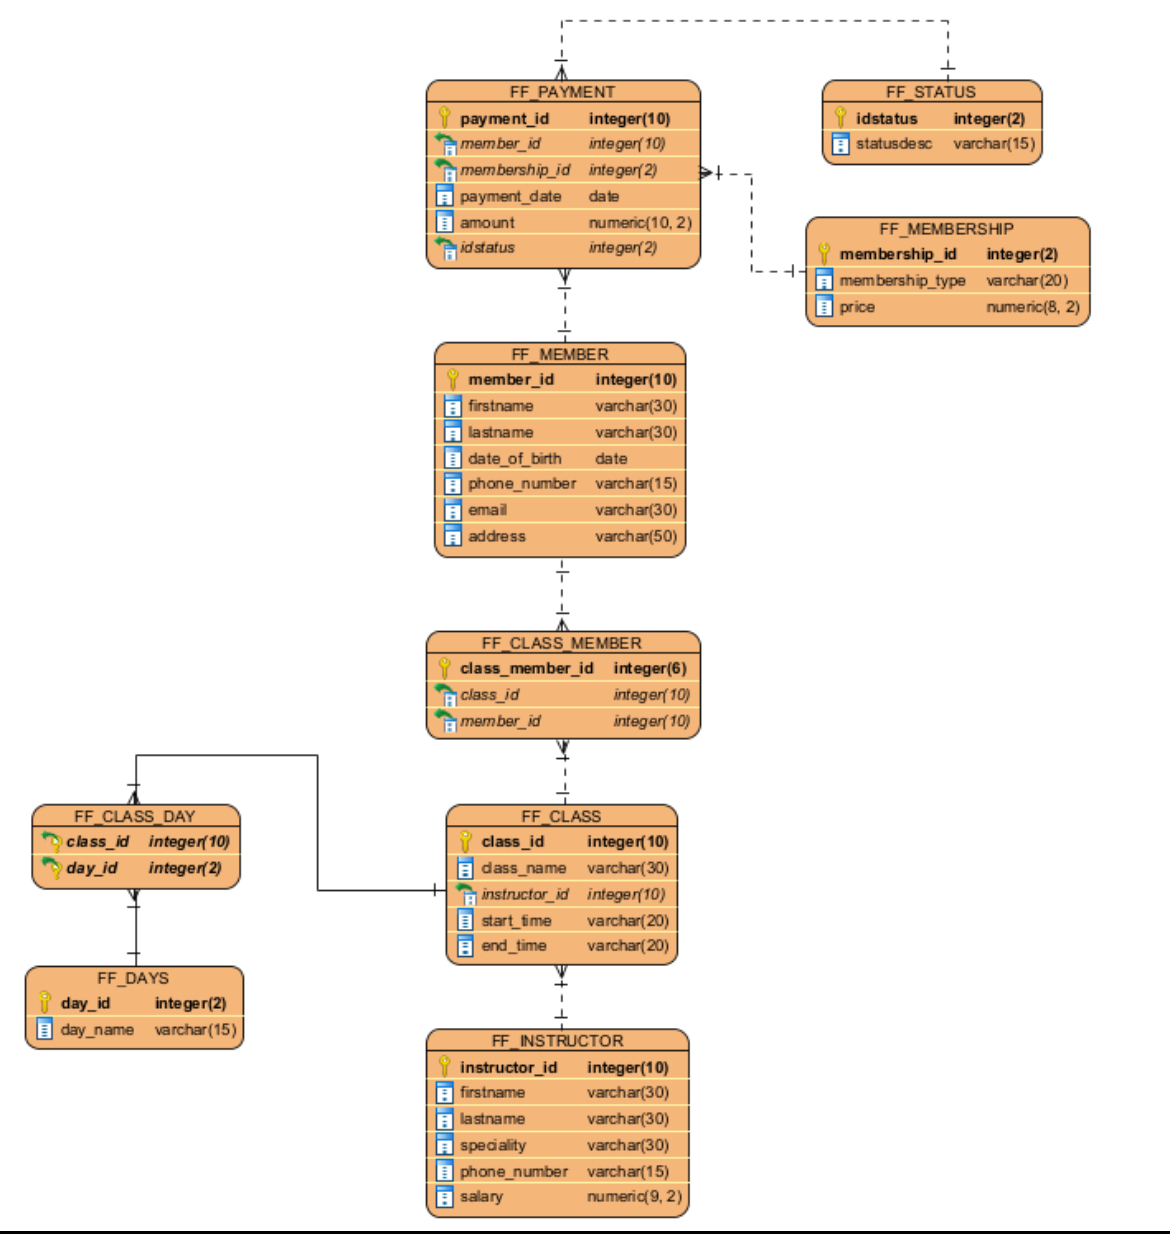 FF_PAYMENT
payment_id integer(10)
member_id integer(10)
membership_id integer(2)
payment_date date
amount numeric(10, 2)
idstatus integer(2)
FF_STATUS
idstatus integer(2)
statusdesc varchar(15)
FF_MEMBERSHIP
membership_id integer(2)
membership_type varchar(20)
price numeric(8, 2)
FF_MEMBER
member_id integer(10)
firstname varchar(30)
lastname varchar(30)
date_of_birth date
phone_number varchar(15)
email varchar(30)
address varchar(50)
FF_CLASS_MEMBER
class_member_id integer(6)
class_id integer(10)
member_id integer(10)
FF_CLASS_DAY
class_id integer(10)
day_id integer(2)
FF_CLASS
class_id integer(10)
class_name varchar(30)
instructor_id integer(10)
start_time varchar(20)
end_time varchar(20)
FF_DAYS
day_id integer(2)
day_name varchar(15)
FF_INSTRUCTOR
instructor_id integer(10)
firstname varchar(30)
lastname varchar(30)
speciality varchar(30)
phone_number varchar(15)
salary numeric(9, 2)